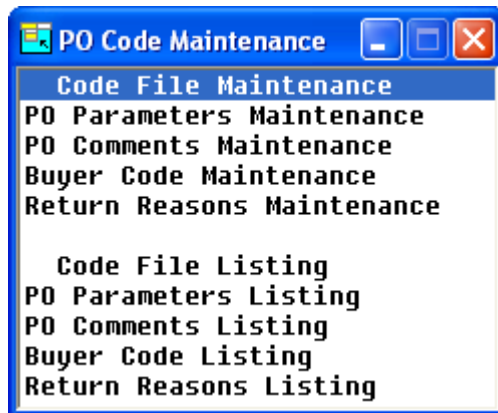 PO Code Maintenance
Code File Maintenance
PO Parameters Maintenance
PO Comments Maintenance
Buyer Code Maintenance
Return Reasons Maintenance
Code File Listing
PO Parameters Listing
PO Comments Listing
Buyer Code Listing
Return Reasons Listing